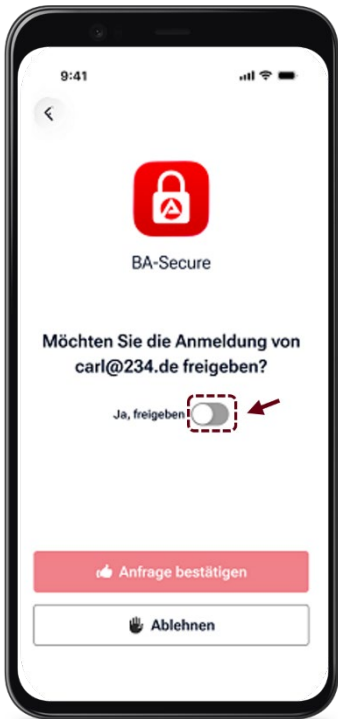 9:41
BA-Secure
Möchten Sie die Anmeldung von
carl@234.de freigeben?
Ja, freigeben
Anfrage bestätigen
Ablehnen